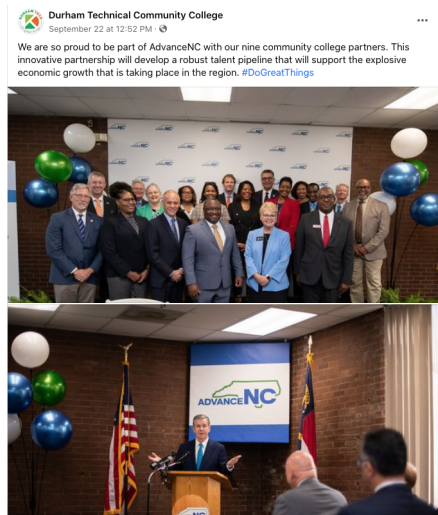 Durham Technical Community College
September 22 at 12:52 PM ·
We are so proud to be part of AdvanceNC with our nine community college partners. This
innovative partnership will develop a robust talent pipeline that will support the explosive
economic growth that is taking place in the region. #DoGreatThings
ADVANCENC
NC